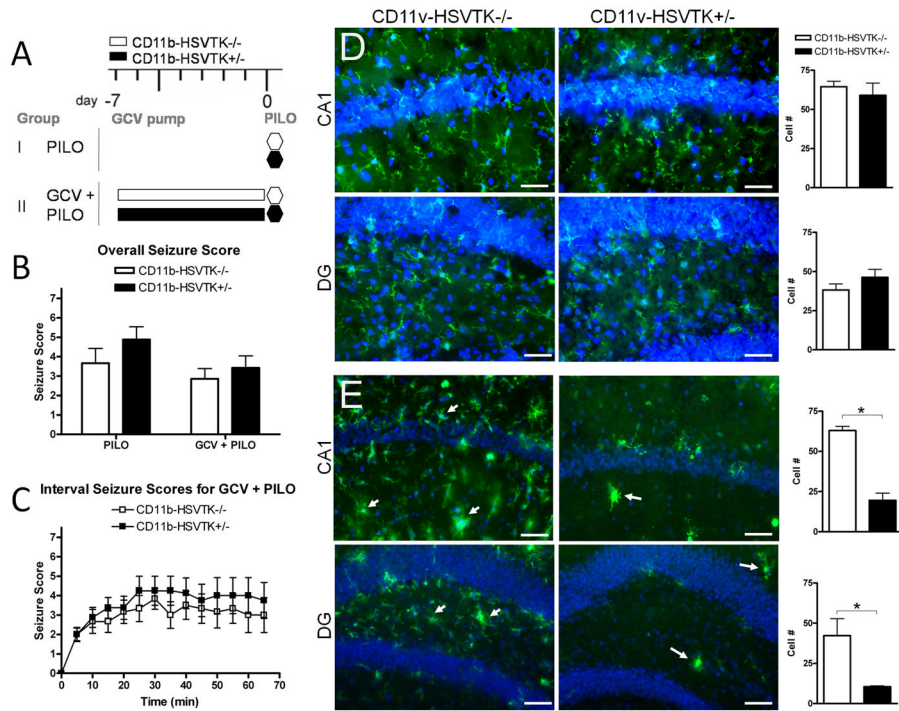 A
CD11b-HSVTK-/-
CD11b-HSVTK+/-
day -7 0
Group GCV pump PILO
I PILO
II GCV +
PILO
B
Overall Seizure Score
CD11b-HSVTK-/-
CD11b-HSVTK+/-
Seizure Score
7
6
5
4
3
2
1
0
PILO GCV + PILO
C
Interval Seizure Scores for GCV + PILO
CD11b-HSVTK-/-
CD11b-HSVTK+/-
Seizure Score
7
6
5
4
3
2
1
0
0 10 20 30 40 50 60 70
Time (min)
CD11v-HSVTK-/- CD11v-HSVTK+/-
D
CA1
DG
CD11b-HSVTK-/-
CD11b-HSVTK+/-
Cell #
75
50
25
0
Cell #
75
50
25
0
E
CA1
DG
Cell #
75
50
25
0
*
Cell #
75
50
25
0
*